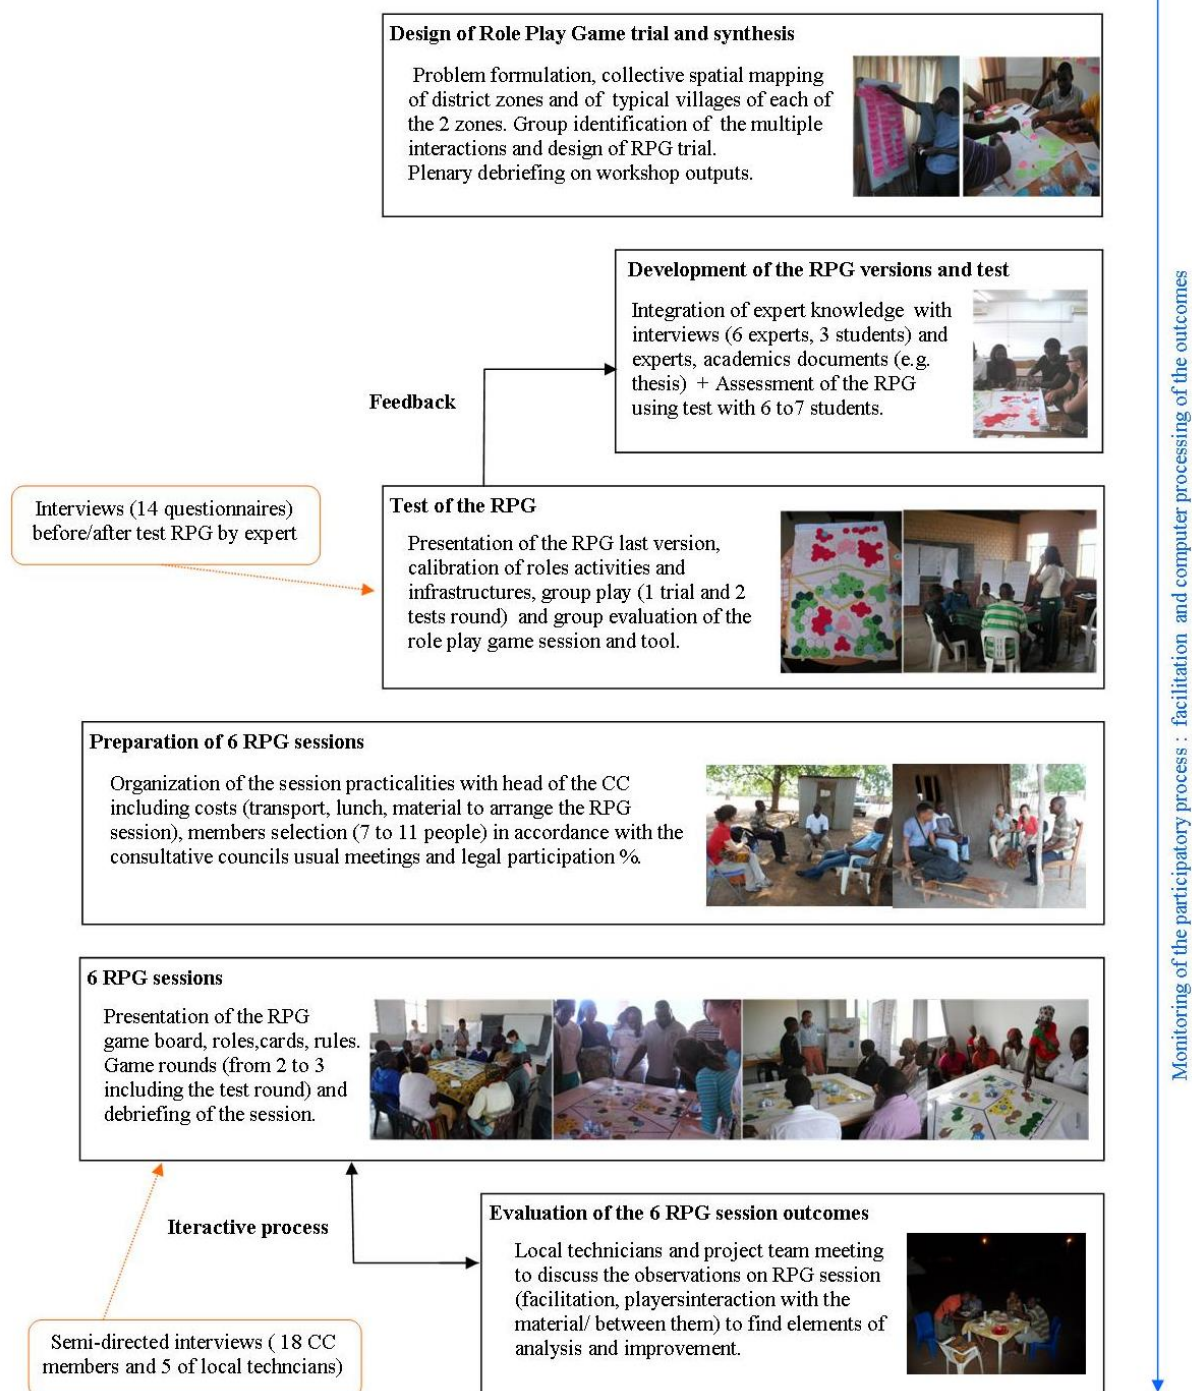 Design of Role Play Game trial and synthesis
Problem formulation, collective spatial mapping
of district zones and of typical villages of each of
the 2 zones. Group identification of the multiple
interactions and design of RPG trial.
Plenary debriefing on workshop outputs.
Development of the RPG versions and test
Integration of expert knowledge with
interviews (6 experts, 3 students) and
experts, academics documents (e.g.
thesis) + Assessment of the RPG
using test with 6 to7 students.
Feedback
Interviews (14 questionnaires)
before/after test RPG by expert
Test of the RPG
Presentation of the RPG last version,
calibration of roles activities and
infrastructures, group play (1 trial and 2
tests round) and group evaluation of the
role play game session and tool.
Preparation of 6 RPG sessions
Organization of the session practicalities with head of the CC
including costs (transport, lunch, material to arrange the RPG
session), members selection (7 to 11 people) in accordance with the
consultative councils usual meetings and legal participation %.
6 RPG sessions
Presentation of the RPG
game board, roles,cards, rules.
Game rounds (from 2 to 3
including the test round) and
debriefing of the session.
Iteractive process
Evaluation of the 6 RPG session outcomes
Local technicians and project team meeting
to discuss the observations on RPG session
(facilitation, playersinteraction with the
material/ between them) to find elements of
analysis and improvement.
Semi-directed interviews ( 18 CC
members and 5 of local techncians)
Monitoring of the participatory process : facilitation and computer processing of the outcomes